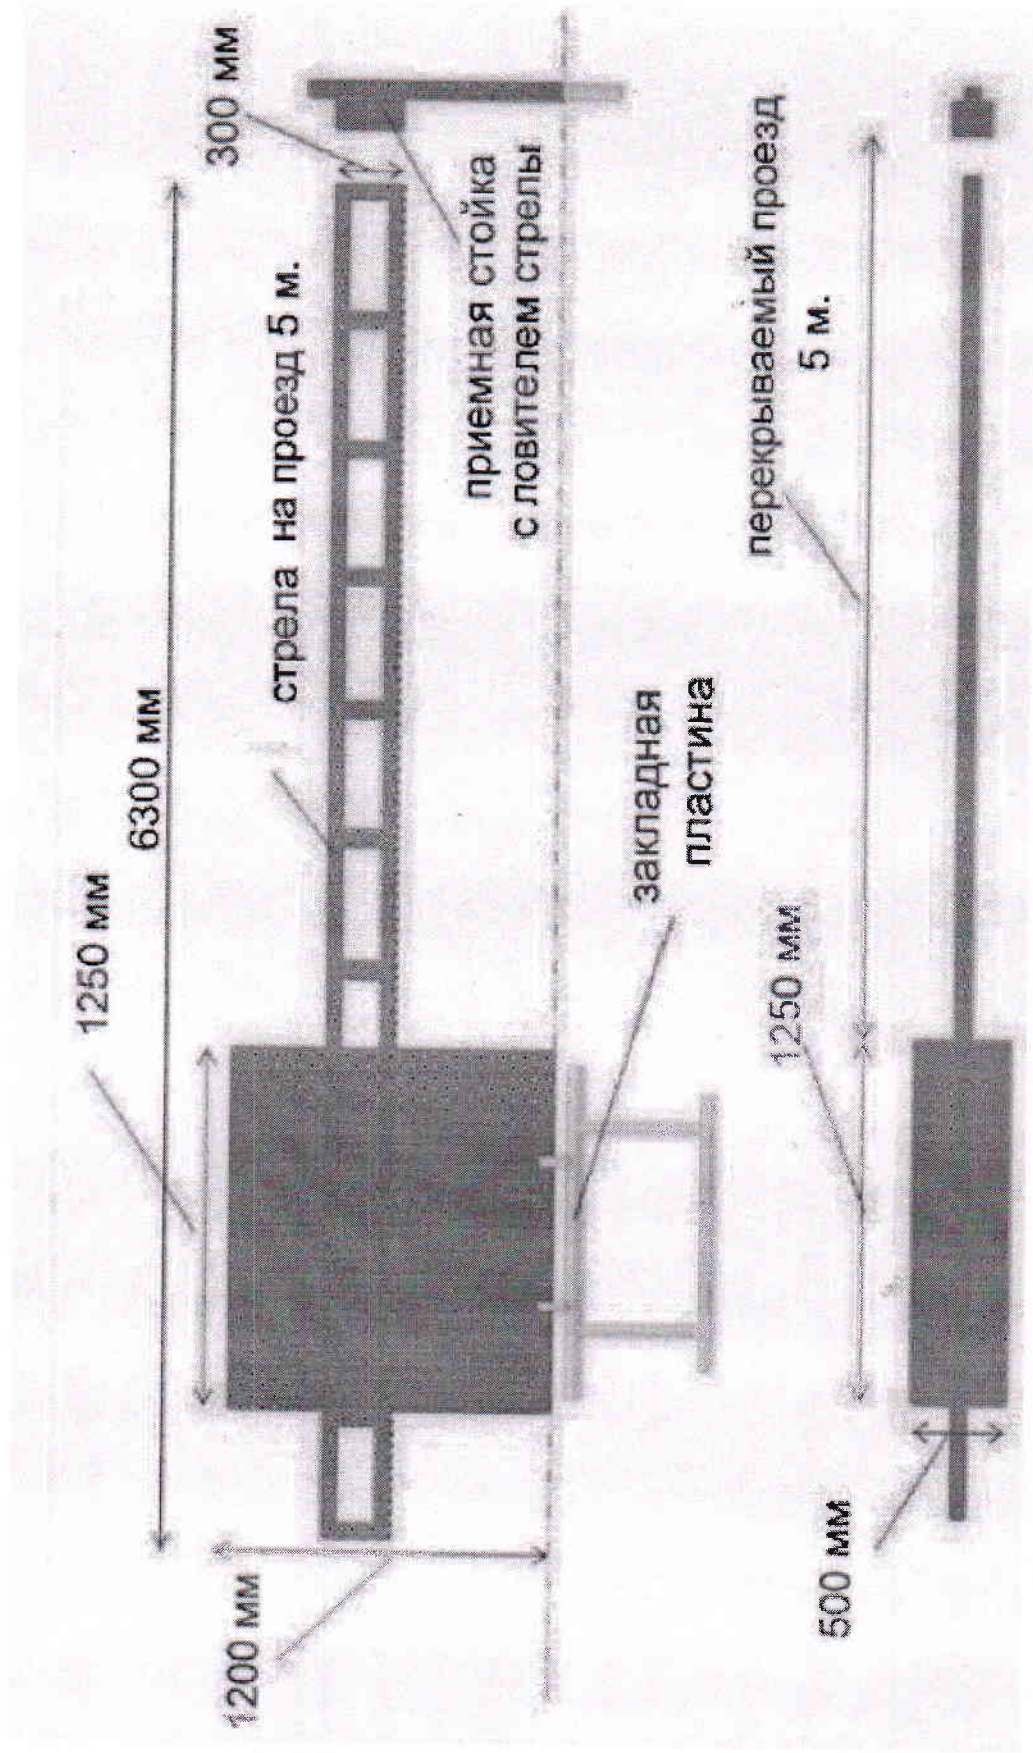 1250 мм
6300 мм
300 мм
стрела на проезд 5 м.
приемная стойка
с ловителем стрелы
1200 мм
закладная
пластина
перекрываемый проезд
5 м.
1250 мм
500 мм